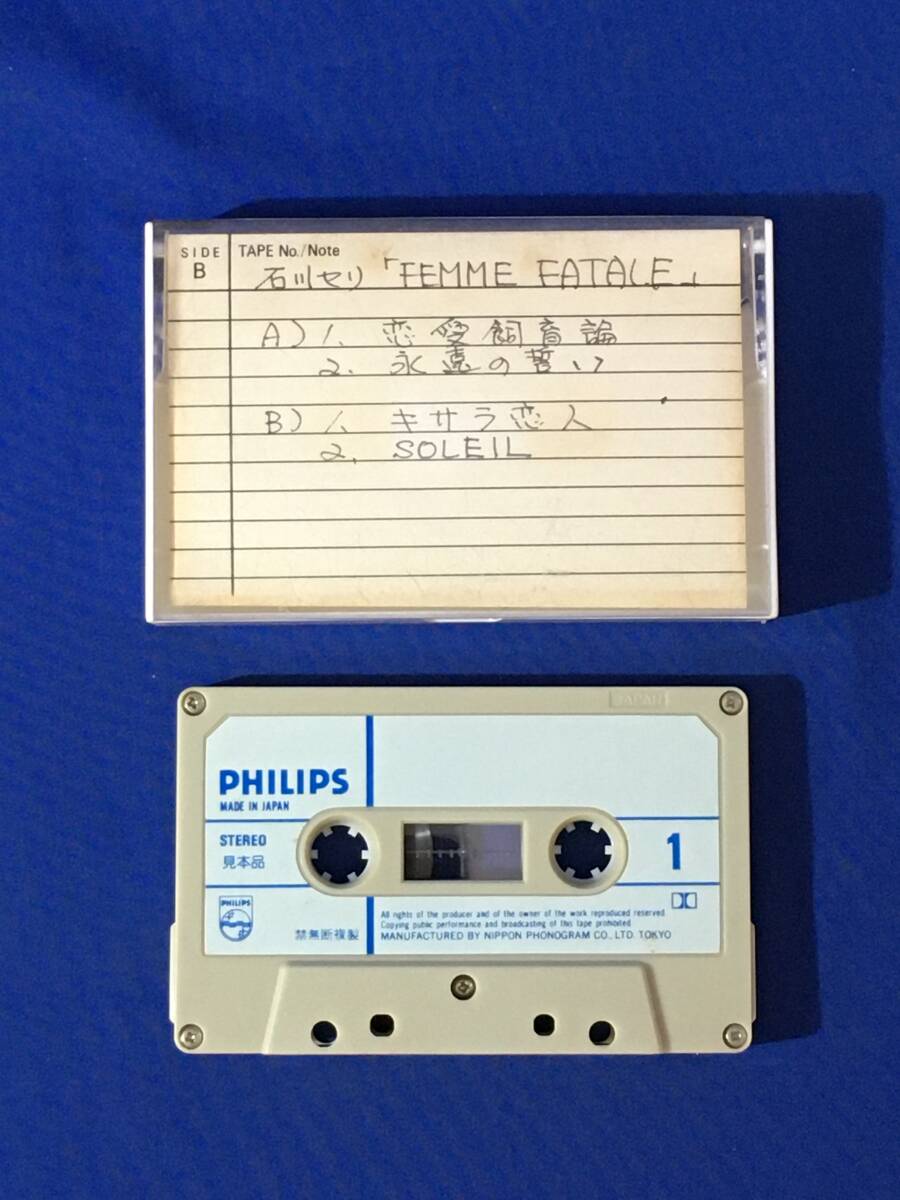 SIDE
B
TAPE No./Note
石川セリ「FEMME FATALE」
A) 1. 恋愛飼育論
2. 永遠の誓い
B) 1. キサラ恋人
2. SOLEIL
JAPAN
PHILIPS
MADE IN JAPAN
STEREO
見本品
1
PHILIPS
禁無断複製
All rights of the producer and of the owner of the work reproduced reserved.
Copying public performance and broadcasting of this tape prohibited
MANUFACTURED BY NIPPON PHONOGRAM CO., LTD. TOKYO